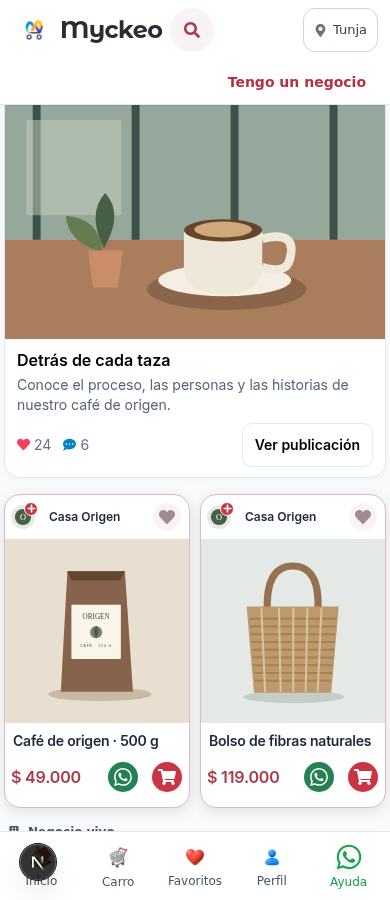 Myckeo
Tunja
Tengo un negocio
Detrás de cada taza
Conoce el proceso, las personas y las historias de
nuestro café de origen.
24 6 Ver publicación
Casa Origen
Casa Origen
ORIGEN
CAFÉ · 250 G
Café de origen · 500 g
Bolso de fibras naturales
$ 49.000
$ 119.000
Negocio vivo
N
Inicio Carro Favoritos Perfil Ayuda